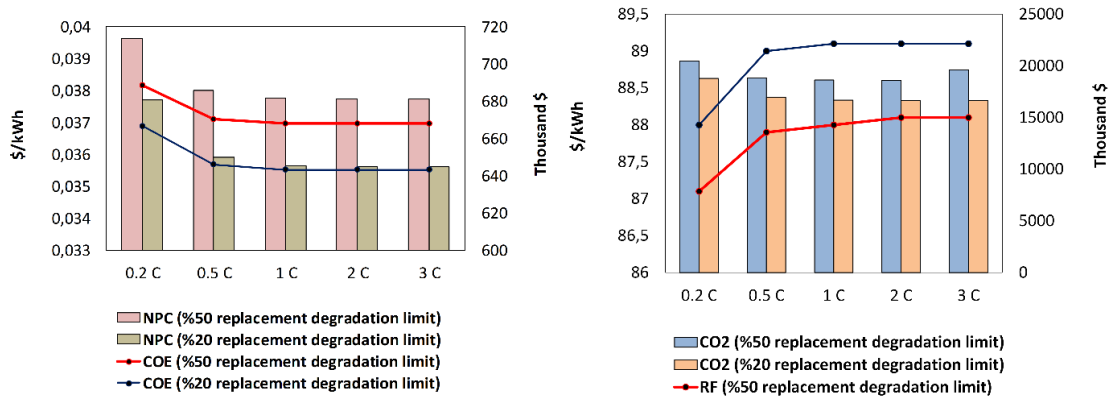 0,04
0,039
0,038
0,037
0,036
0,035
0,034
0,033
$/kWh
720
700
680
660
640
620
600
Thousand $
0.2 C 0.5 C 1 C 2 C 3 C
NPC (%50 replacement degradation limit)
NPC (%20 replacement degradation limit)
COE (%50 replacement degradation limit)
COE (%20 replacement degradation limit)
89,5
89
88,5
88
87,5
87
86,5
86
$/kWh
25000
20000
15000
10000
5000
0
Thousand $
0.2 C 0.5 C 1 C 2 C 3 C
CO2 (%50 replacement degradation limit)
CO2 (%20 replacement degradation limit)
RF (%50 replacement degradation limit)